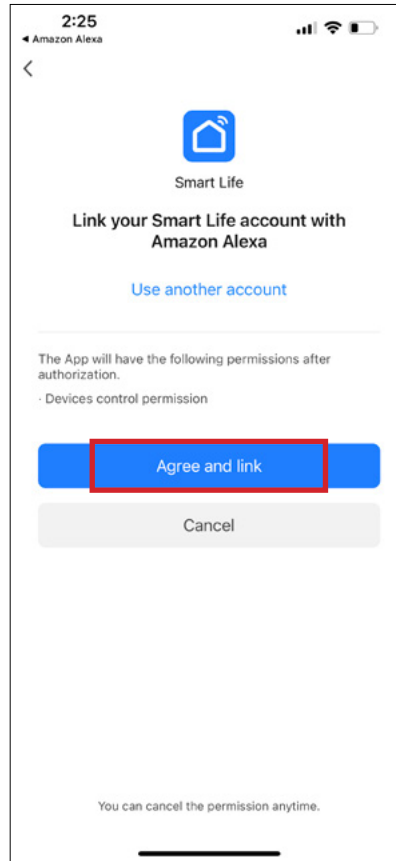 2:25
◀ Amazon Alexa
Smart Life
Link your Smart Life account with
Amazon Alexa
Use another account
The App will have the following permissions after
authorization.
· Devices control permission
Agree and link
Cancel
You can cancel the permission anytime.